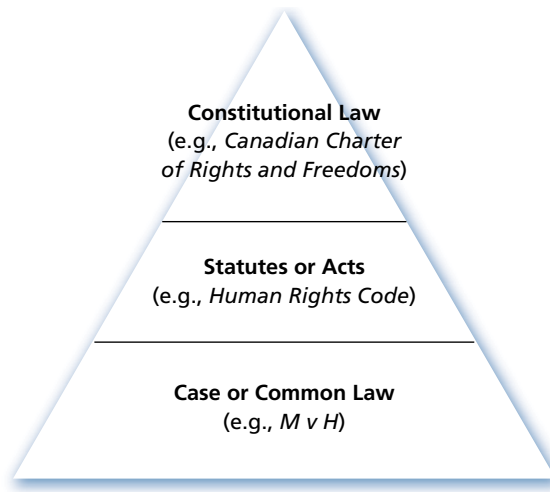 Constitutional Law
(e.g., Canadian Charter
of Rights and Freedoms)
Statutes or Acts
(e.g., Human Rights Code)
Case or Common Law
(e.g., M v H)